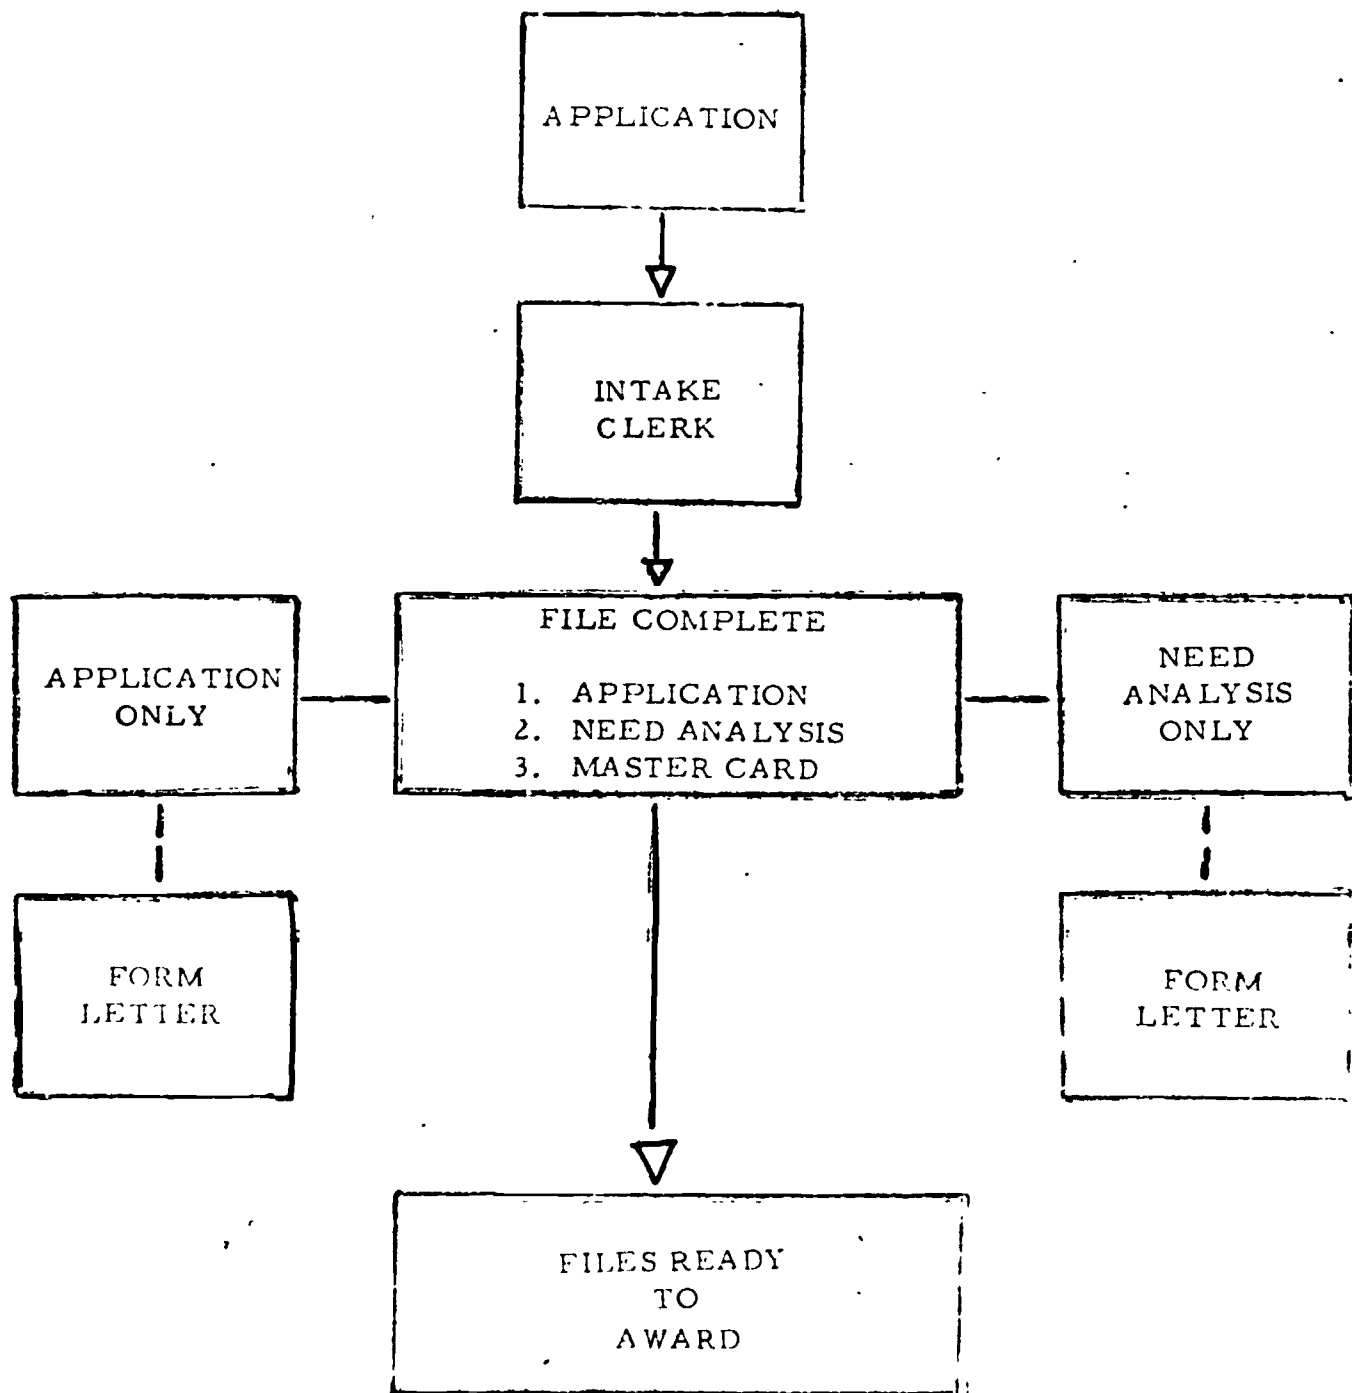 APPLICATION
INTAKE
CLERK
APPLICATION
ONLY
FILE COMPLETE
1. APPLICATION
2. NEED ANALYSIS
3. MASTER CARD
NEED
ANALYSIS
ONLY
FORM
LETTER
FORM
LETTER
FILES READY
TO
AWARD